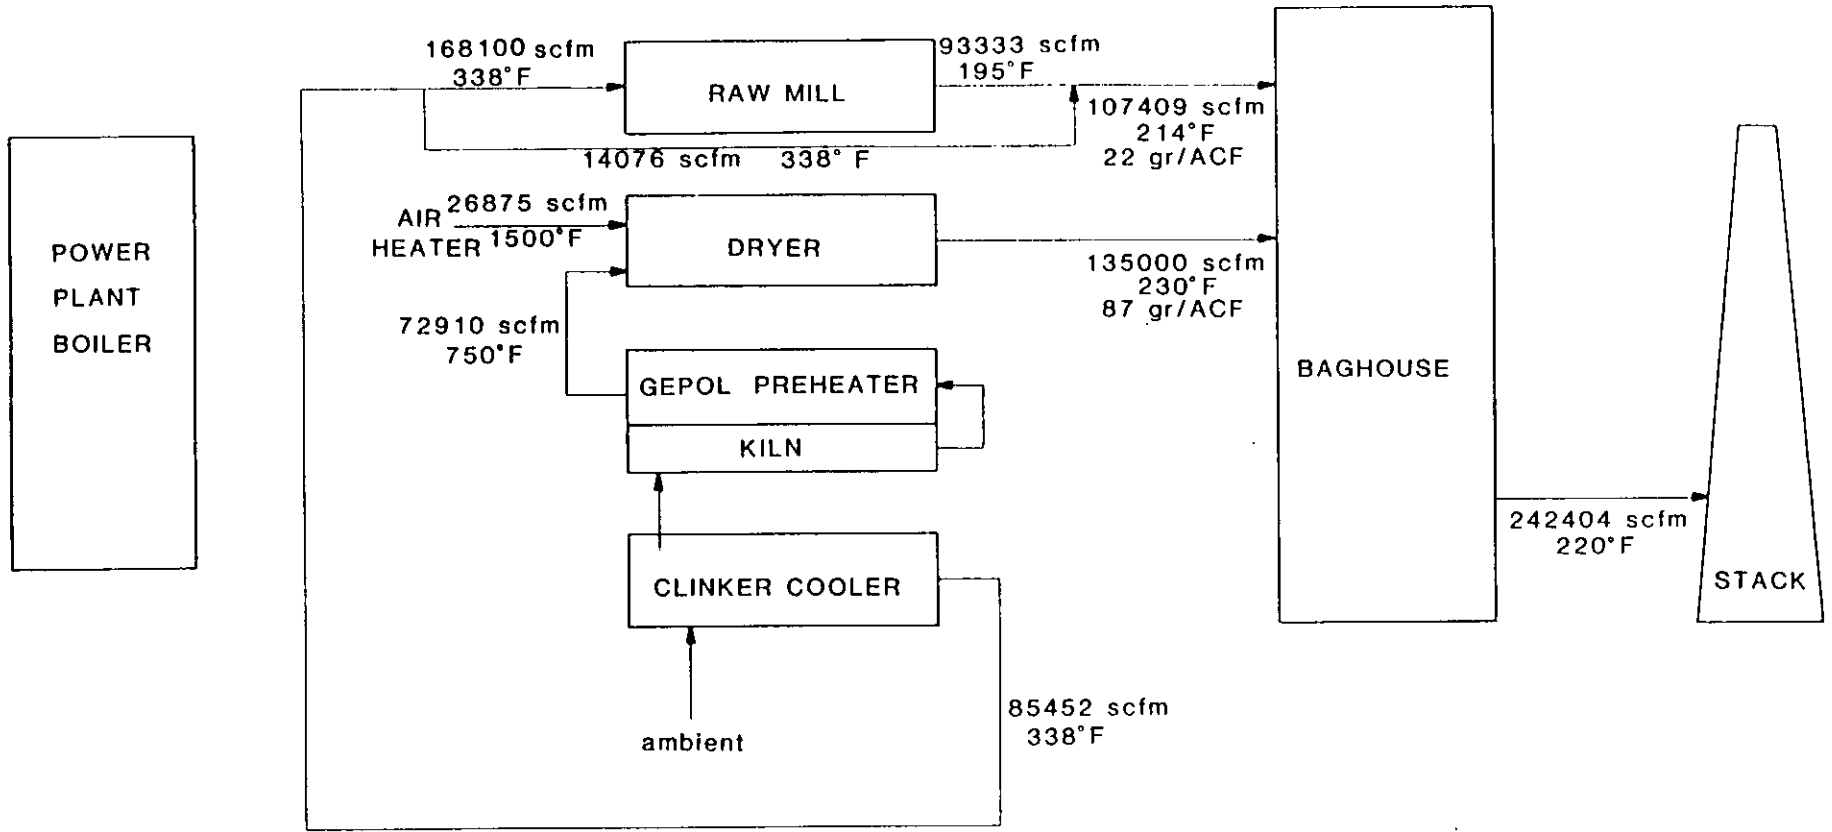 168100 scfm
338°F
RAW MILL
93333 scfm
195°F
107409 scfm
214°F
22 gr/ACF
14076 scfm 338° F
POWER
PLANT
BOILER
AIR
HEATER
26875 scfm
1500°F
DRYER
135000 scfm
230°F
87 gr/ACF
72910 scfm
750°F
GEPOL PREHEATER
KILN
BAGHOUSE
CLINKER COOLER
242404 scfm
220°F
STACK
85452 scfm
338°F
ambient